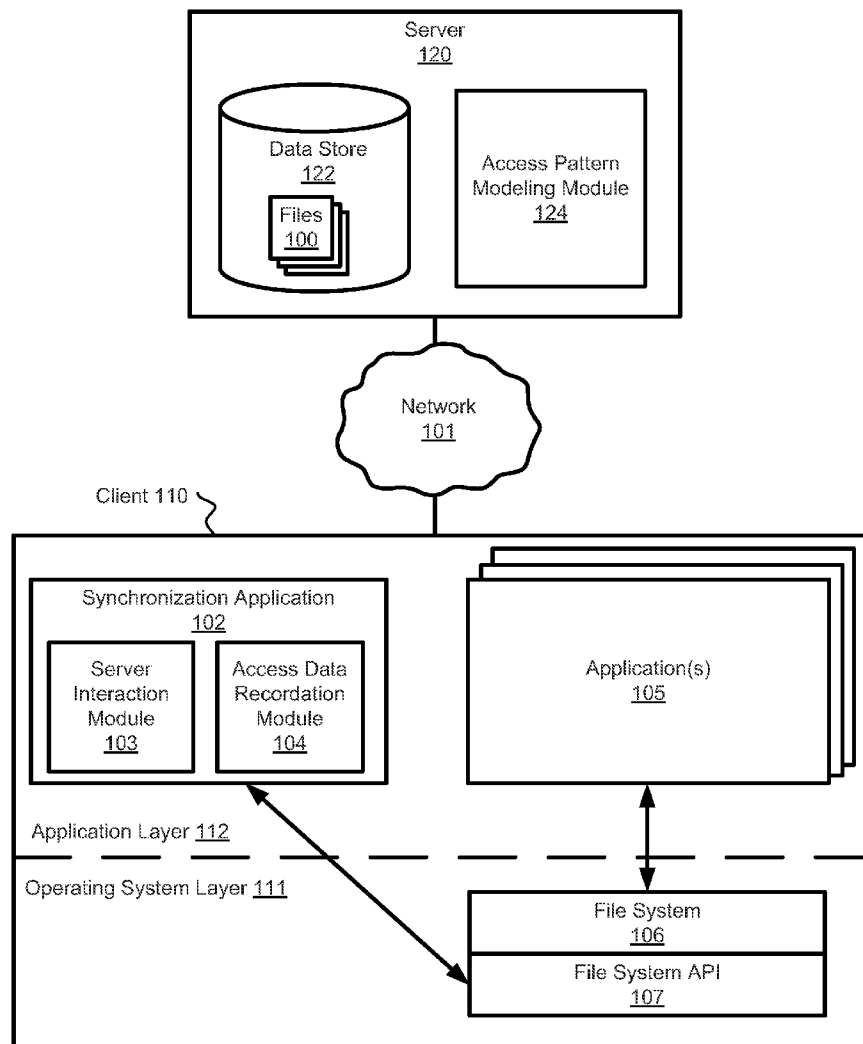 Server
120
Data Store
122
Files
100
Access Pattern
Modeling Module
124
Network
101
Client 110
Synchronization Application
102
Server
Interaction
Module
103
Access Data
Recordation
Module
104
Application(s)
105
Application Layer 112
Operating System Layer 111
File System
106
File System API
107